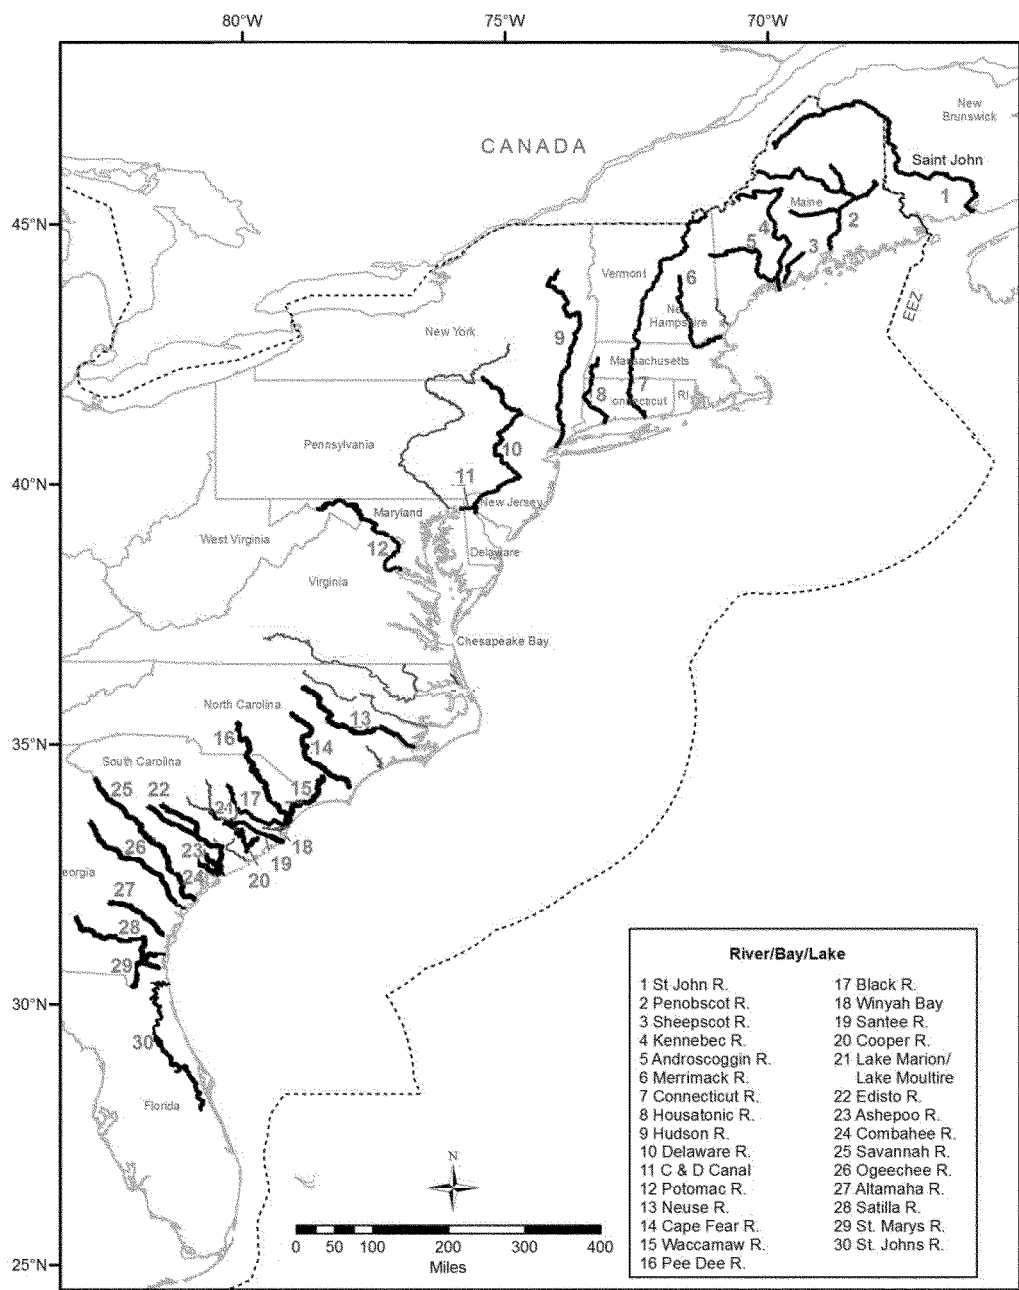 80°W 75°W 70°W
New
Brunswick
CANADA
Saint John
1
45°N
Maine
2
4
3
5
6
Vermont
EEZ
New York
9
Hampshire
Massachusetts
7
8
onnecticut
RI
Pennsylvania
10
11
40°N
New Jersey
Maryland
West Virginia
12
Delaware
Virginia
Chesapeake Bay
North Carolina
13
16
14
35°N
South Carolina
25 22
17
15
21
26
23
18
19
24
20
eorgia
27
28
29
30°N
30
Florida
25°N
N
0 50 100 200 300 400
Miles
River/Bay/Lake
1 St John R.
2 Penobscot R.
3 Sheepscot R.
4 Kennebec R.
5 Androscoggin R.
6 Merrimack R.
7 Connecticut R.
8 Housatonic R.
9 Hudson R.
10 Delaware R.
11 C & D Canal
12 Potomac R.
13 Neuse R.
14 Cape Fear R.
15 Waccamaw R.
16 Pee Dee R.
17 Black R.
18 Winyah Bay
19 Santee R.
20 Cooper R.
21 Lake Marion/
Lake Moultire
22 Edisto R.
23 Ashepoo R.
24 Combahee R.
25 Savannah R.
26 Ogeechee R.
27 Altamaha R.
28 Satilla R.
29 St. Marys R.
30 St. Johns R.